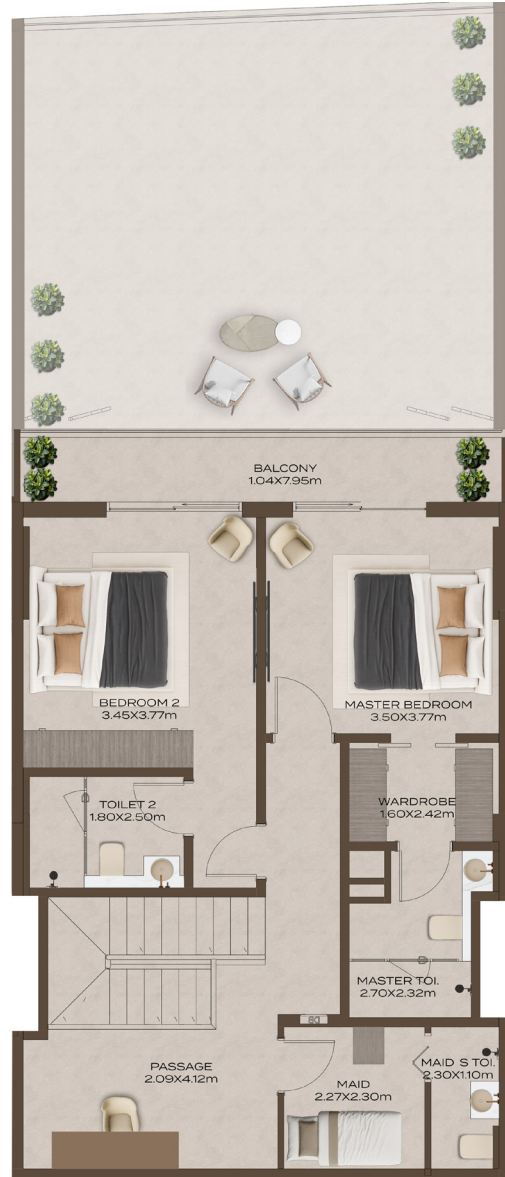 BALCONY
1.04X7.95m
BEDROOM 2
3.45X3.77m
MASTER BEDROOM
3.50X3.77m
TOILET 2
1.80X2.50m
WARDROBE
1.60X2.42m
MASTER TOI.
2.70X2.32m
PASSAGE
2.09X4.12m
MAID
2.27X2.30m
MAID S TOI.
2.30X1.10m
DB